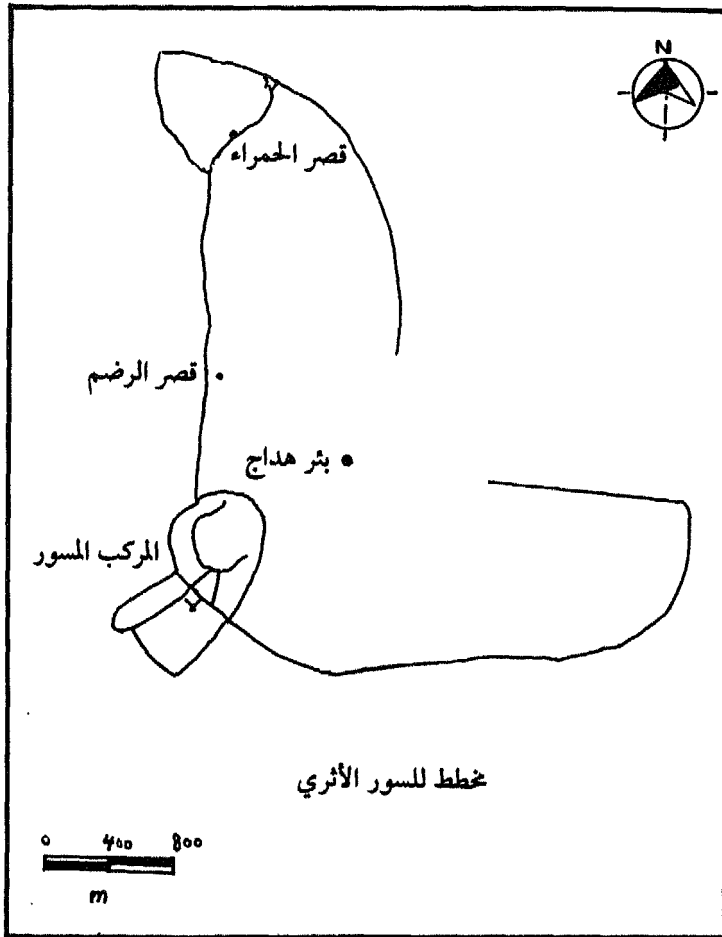 N
قصر الحمراء
قصر الرضم
بئر هداج
المركب المسور
مخطط للسور الأثري
0 400 800
m